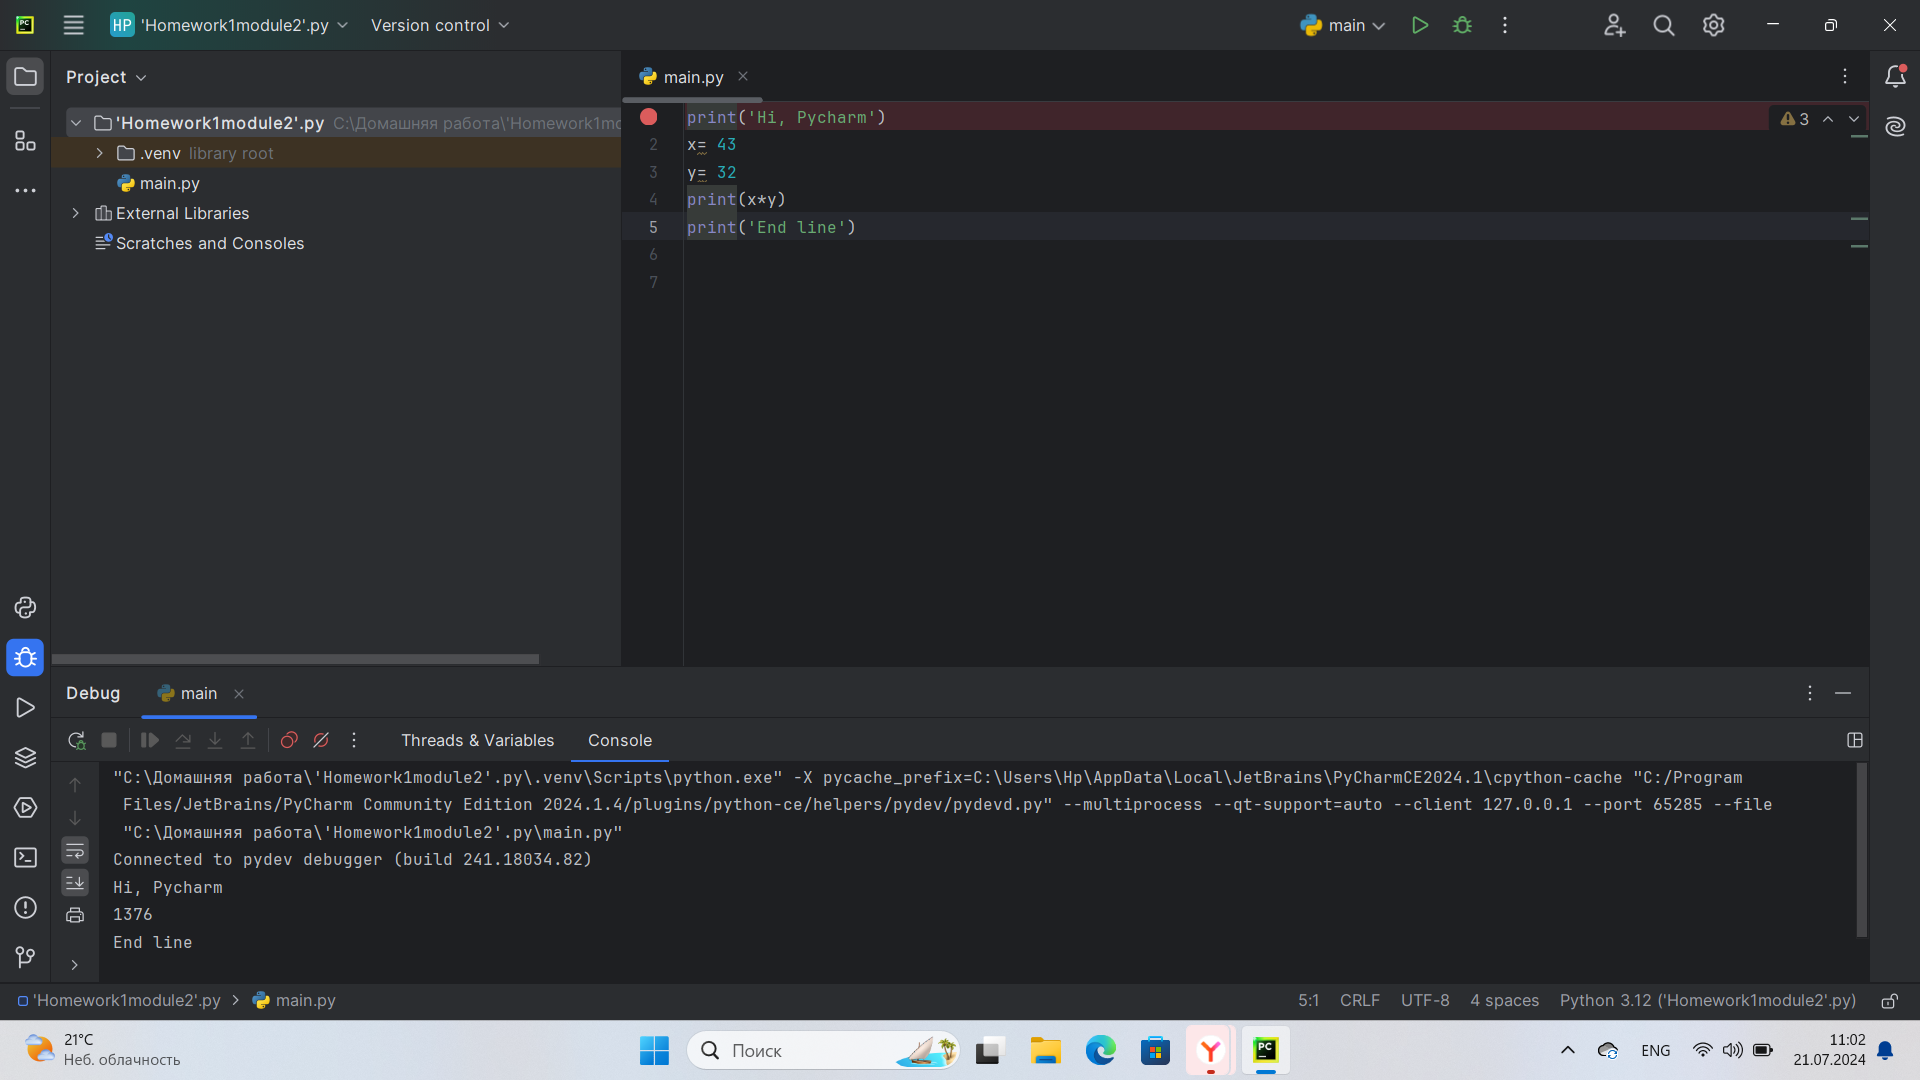 HP 'Homework1module2'.py Version control main
Project
main.py
'Homework1module2'.py C:\Домашняя работа\'Homework1mo
.venv library root
main.py
External Libraries
Scratches and Consoles
print('Hi, Pycharm')
3
2 x= 43
3 y= 32
4 print(x*y)
5 print('End line')
6
7
Debug main
Threads & Variables Console
"C:\Домашняя работа\'Homework1module2'.py\.venv\Scripts\python.exe" -X pycache_prefix=C:\Users\Hp\AppData\Local\JetBrains\PyCharmCE2024.1\cpython-cache "C:/Program
Files/JetBrains/PyCharm Community Edition 2024.1.4/plugins/python-ce/helpers/pydev/pydevd.py" --multiprocess --qt-support=auto --client 127.0.0.1 --port 65285 --file
"C:\Домашняя работа\'Homework1module2'.py\main.py"
Connected to pydev debugger (build 241.18034.82)
Hi, Pycharm
1376
End line
'Homework1module2'.py main.py
5:1 CRLF UTF-8 4 spaces Python 3.12 ('Homework1module2'.py)
21°C
Неб. облачность
Поиск
ENG
11:02
21.07.2024